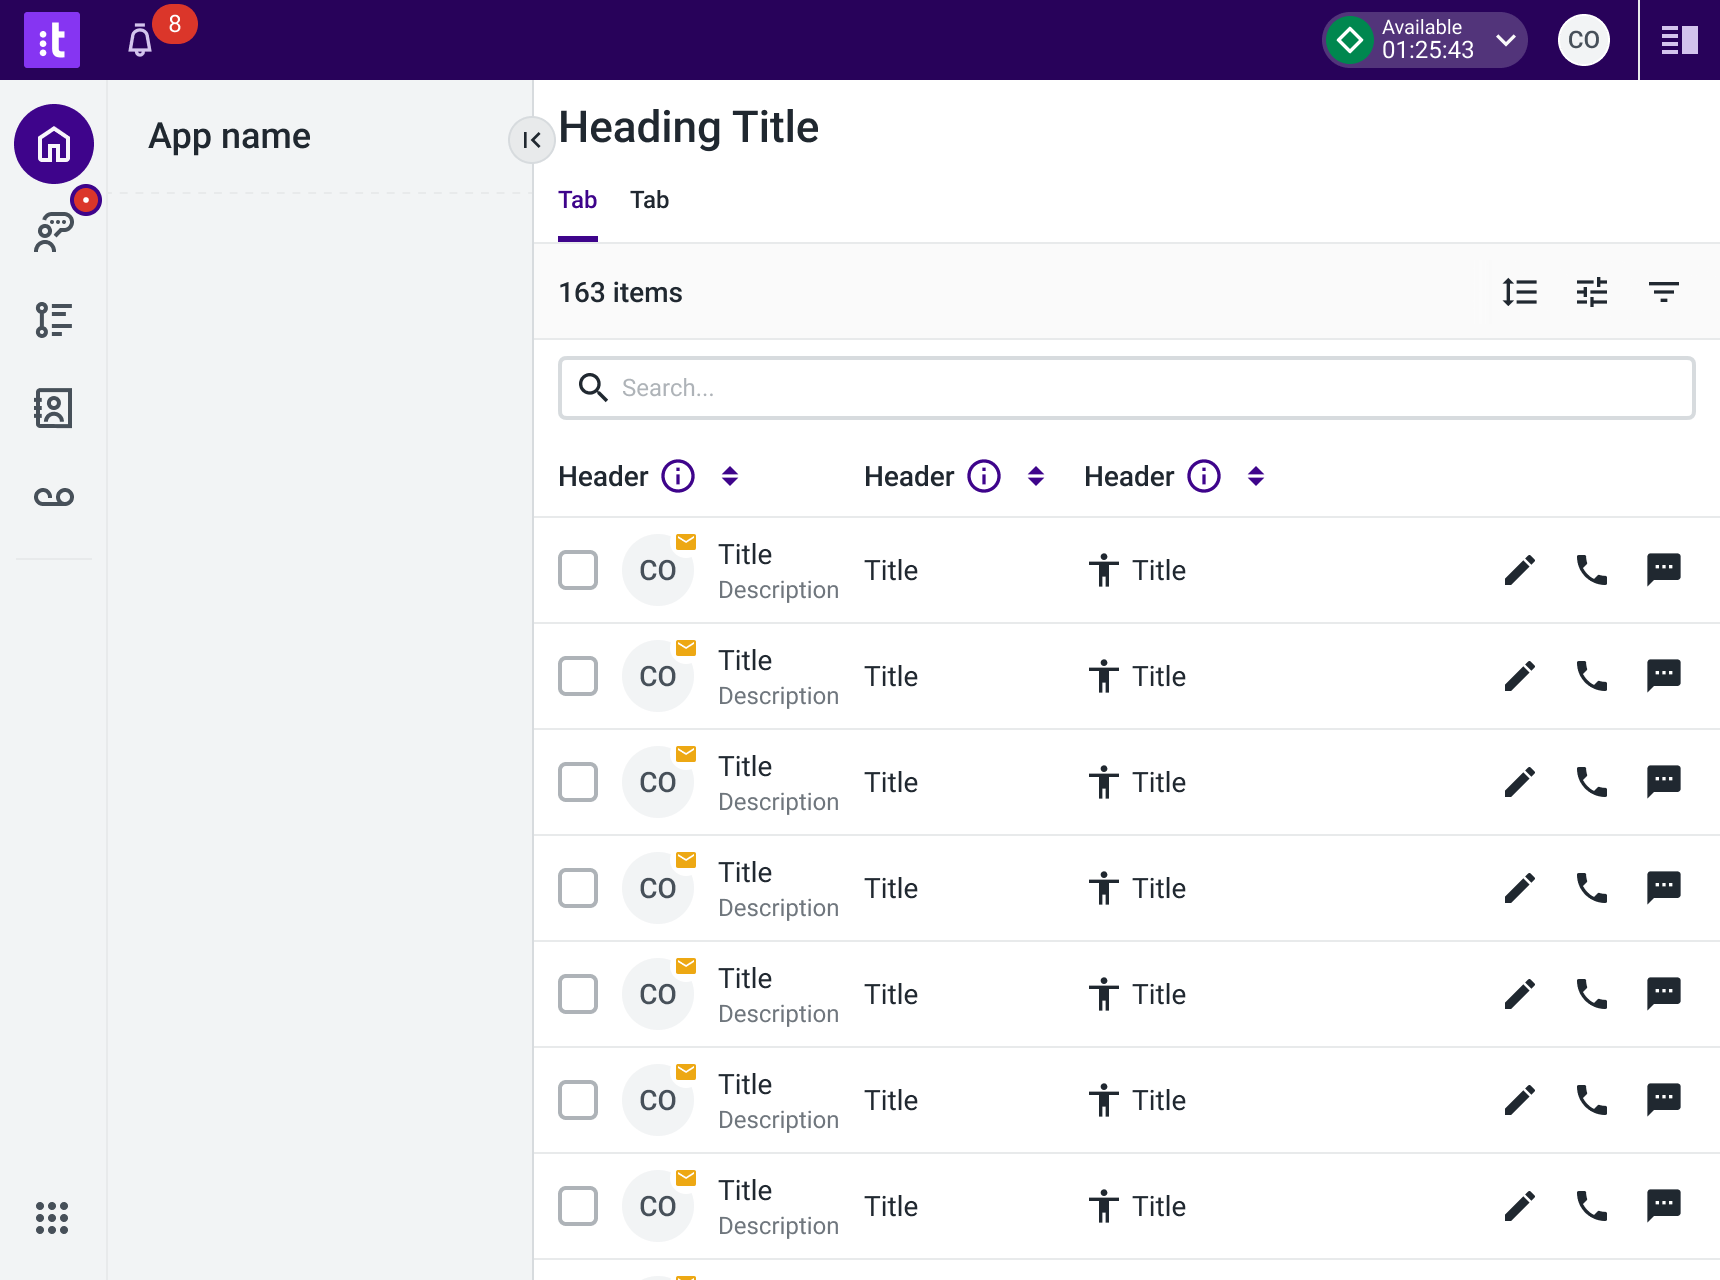 :t
8
Available
01:25:43
CO
App name
Heading Title
Tab Tab
163 items
Search...
Header Header Header
CO Title Title Title
Description
CO Title Title Title
Description
CO Title Title Title
Description
CO Title Title Title
Description
CO Title Title Title
Description
CO Title Title Title
Description
CO Title Title Title
Description